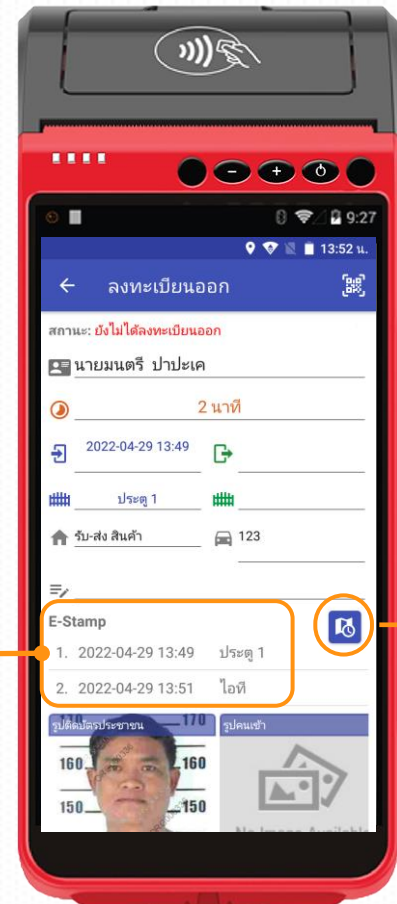 9:27
13:52 น.
ลงทะเบียนออก
สถานะ: ยังไม่ได้ลงทะเบียนออก
นายมนตรี ปาปะเค
2 นาที
2022-04-29 13:49
ประตู 1
รับ-ส่ง สินค้า 123
E-Stamp
1. 2022-04-29 13:49 ประตู 1
2. 2022-04-29 13:51 ไอที
รูปติดบัตรประชาชน 170 รูปคนเข้า
160 160
150 150
No Image Available